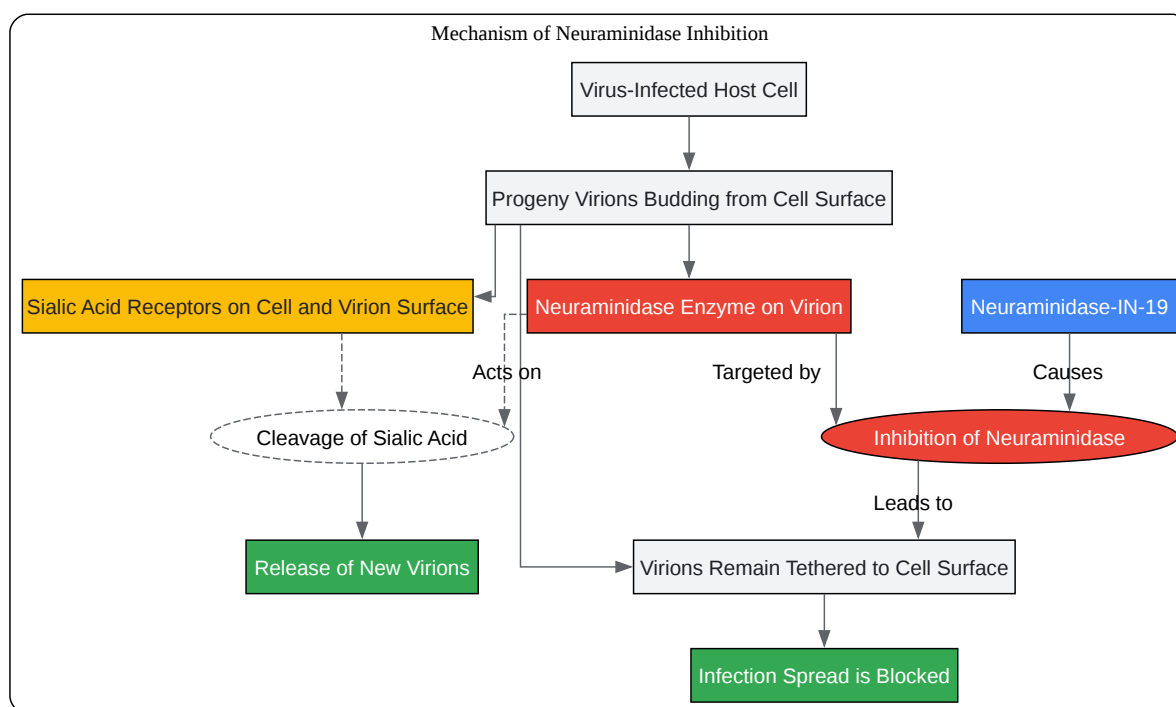 Mechanism of Neuraminidase Inhibition
Virus-Infected Host Cell
Progeny Virions Budding from Cell Surface
Sialic Acid Receptors on Cell and Virion Surface
Neuraminidase Enzyme on Virion
Neuraminidase-IN-19
Acts on
Targeted by
Causes
Cleavage of Sialic Acid
Inhibition of Neuraminidase
Leads to
Release of New Virions
Virions Remain Tethered to Cell Surface
Infection Spread is Blocked